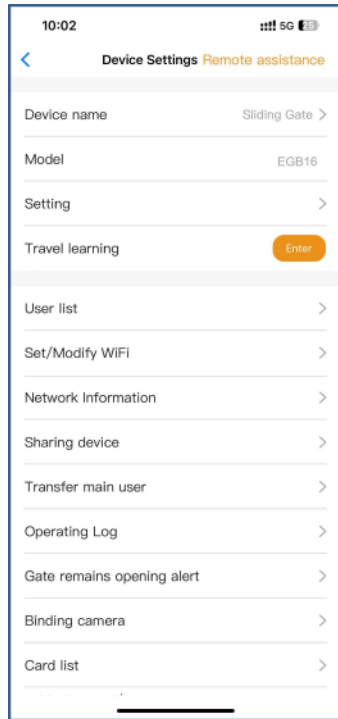 10:02 5G 25
Device Settings Remote assistance
Device name Sliding Gate
Model EGB16
Setting
Travel learning Enter
User list
Set/Modify WiFi
Network Information
Sharing device
Transfer main user
Operating Log
Gate remains opening alert
Binding camera
Card list